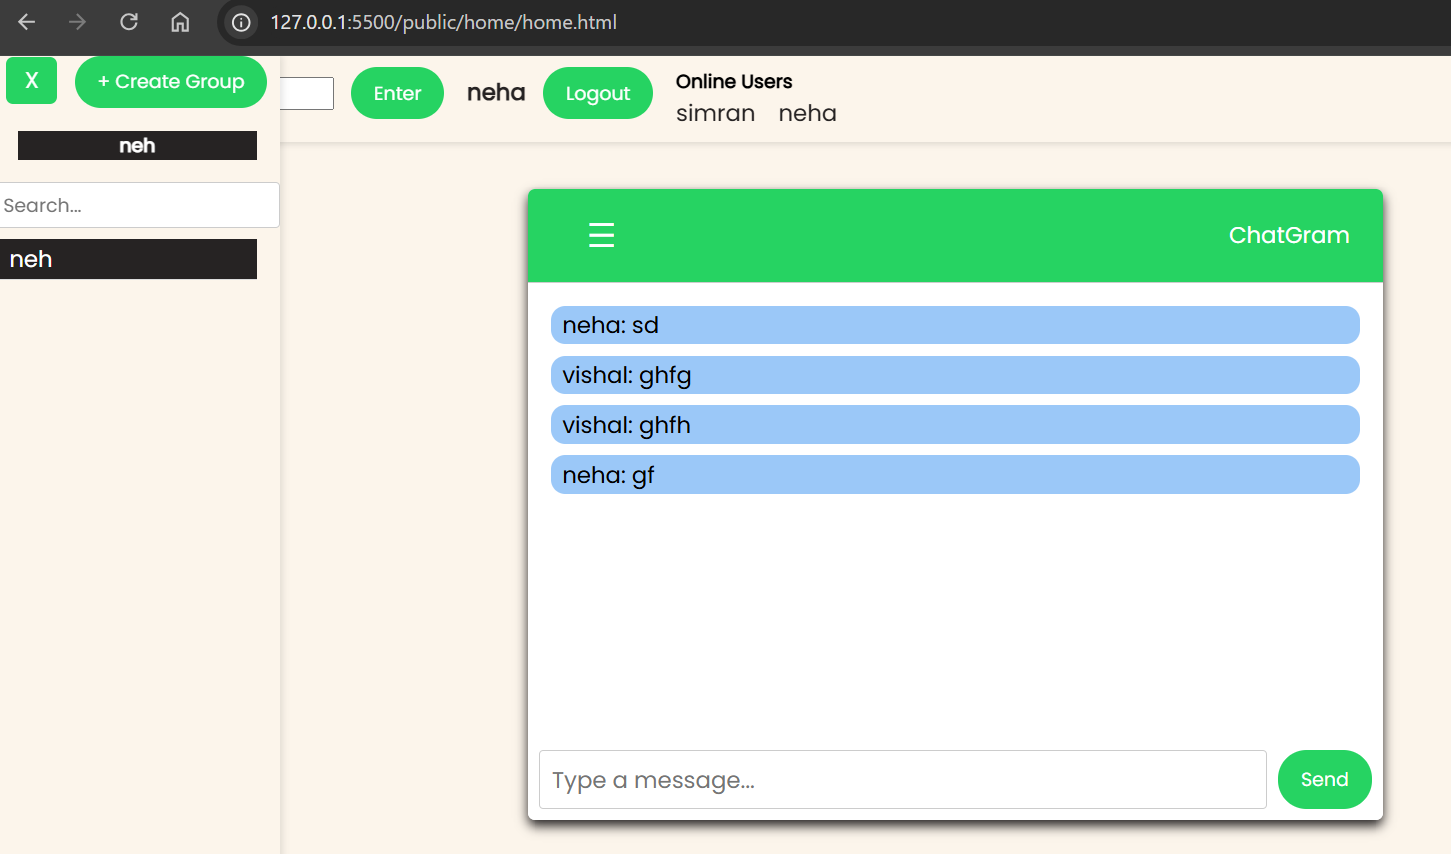 127.0.0.1:5500/public/home/home.html
X + Create Group
neh
Search...
neh
Enter neha Logout
Online Users
simran neha
☰ ChatGram
neha: sd
vishal: ghfg
vishal: ghfh
neha: gf
Type a message... Send